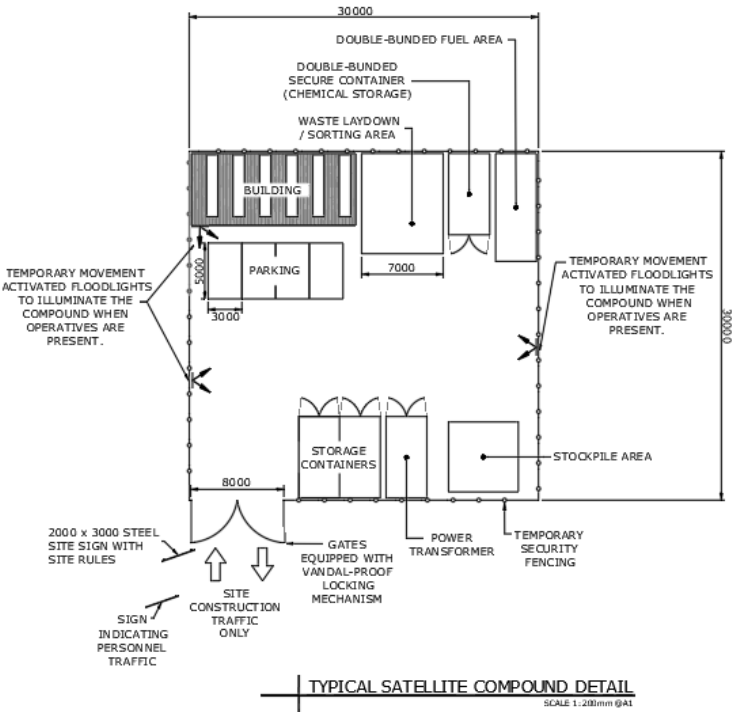 30000
DOUBLE-BUNDED FUEL AREA
DOUBLE-BUNDED
SECURE CONTAINER
(CHEMICAL STORAGE)
WASTE LAYDOWN
/ SORTING AREA
BUILDING
PARKING
5000
3000
7000
TEMPORARY MOVEMENT
ACTIVATED FLOODLIGHTS
TO ILLUMINATE THE
COMPOUND WHEN
OPERATIVES ARE
PRESENT.
TEMPORARY MOVEMENT
ACTIVATED FLOODLIGHTS
TO ILLUMINATE THE
COMPOUND WHEN
OPERATIVES ARE
PRESENT.
30000
STORAGE
CONTAINERS
STOCKPILE AREA
8000
2000 x 3000 STEEL
SITE SIGN WITH
SITE RULES
GATES
EQUIPPED WITH
VANDAL-PROOF
LOCKING
MECHANISM
POWER
TRANSFORMER
TEMPORARY
SECURITY
FENCING
SITE
CONSTRUCTION
TRAFFIC
ONLY
SIGN
INDICATING
PERSONNEL
TRAFFIC
TYPICAL SATELLITE COMPOUND DETAIL
SCALE 1:200mm @A1